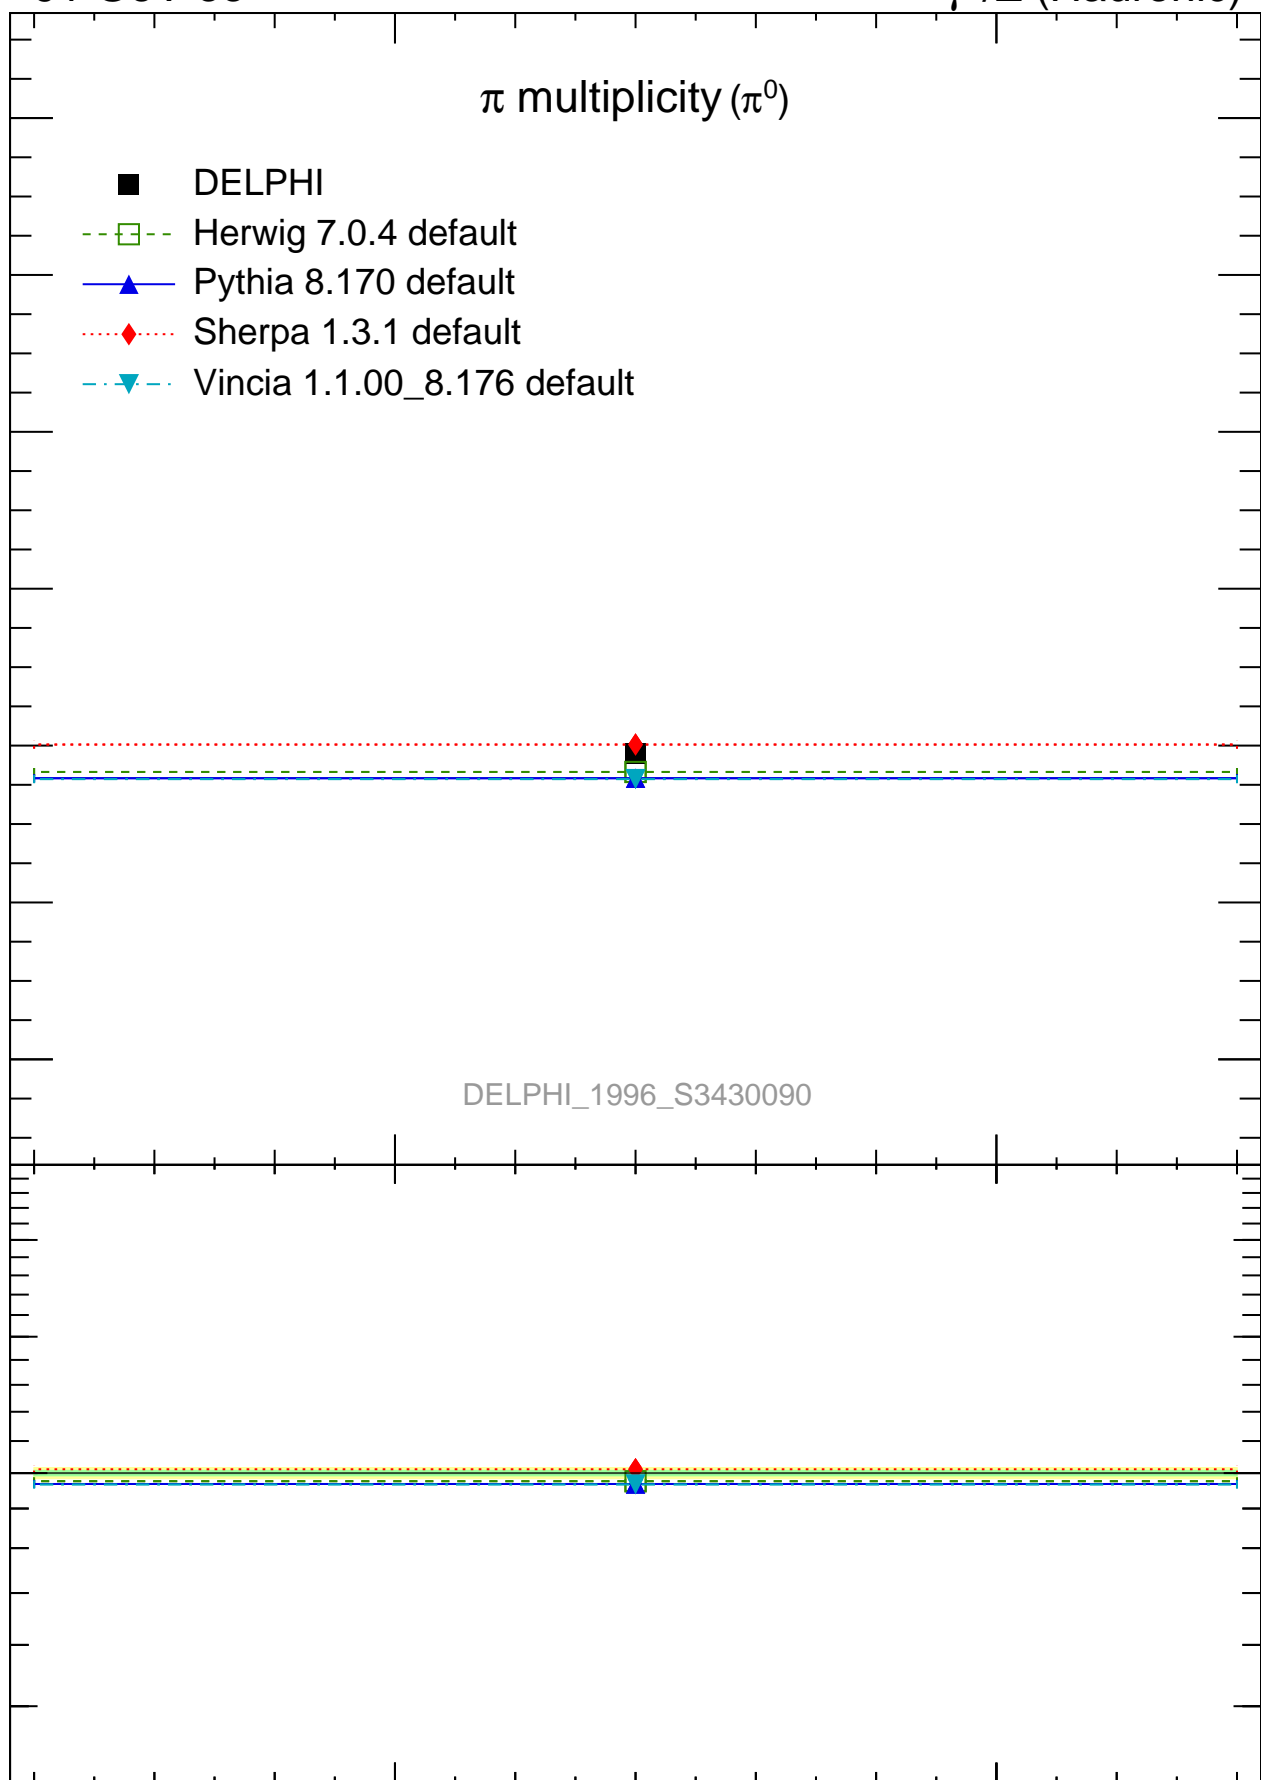 π multiplicity (π⁰)
DELPHI
Herwig 7.0.4 default
Pythia 8.170 default
Sherpa 1.3.1 default
Vincia 1.1.00_8.176 default
DELPHI_1996_S3430090